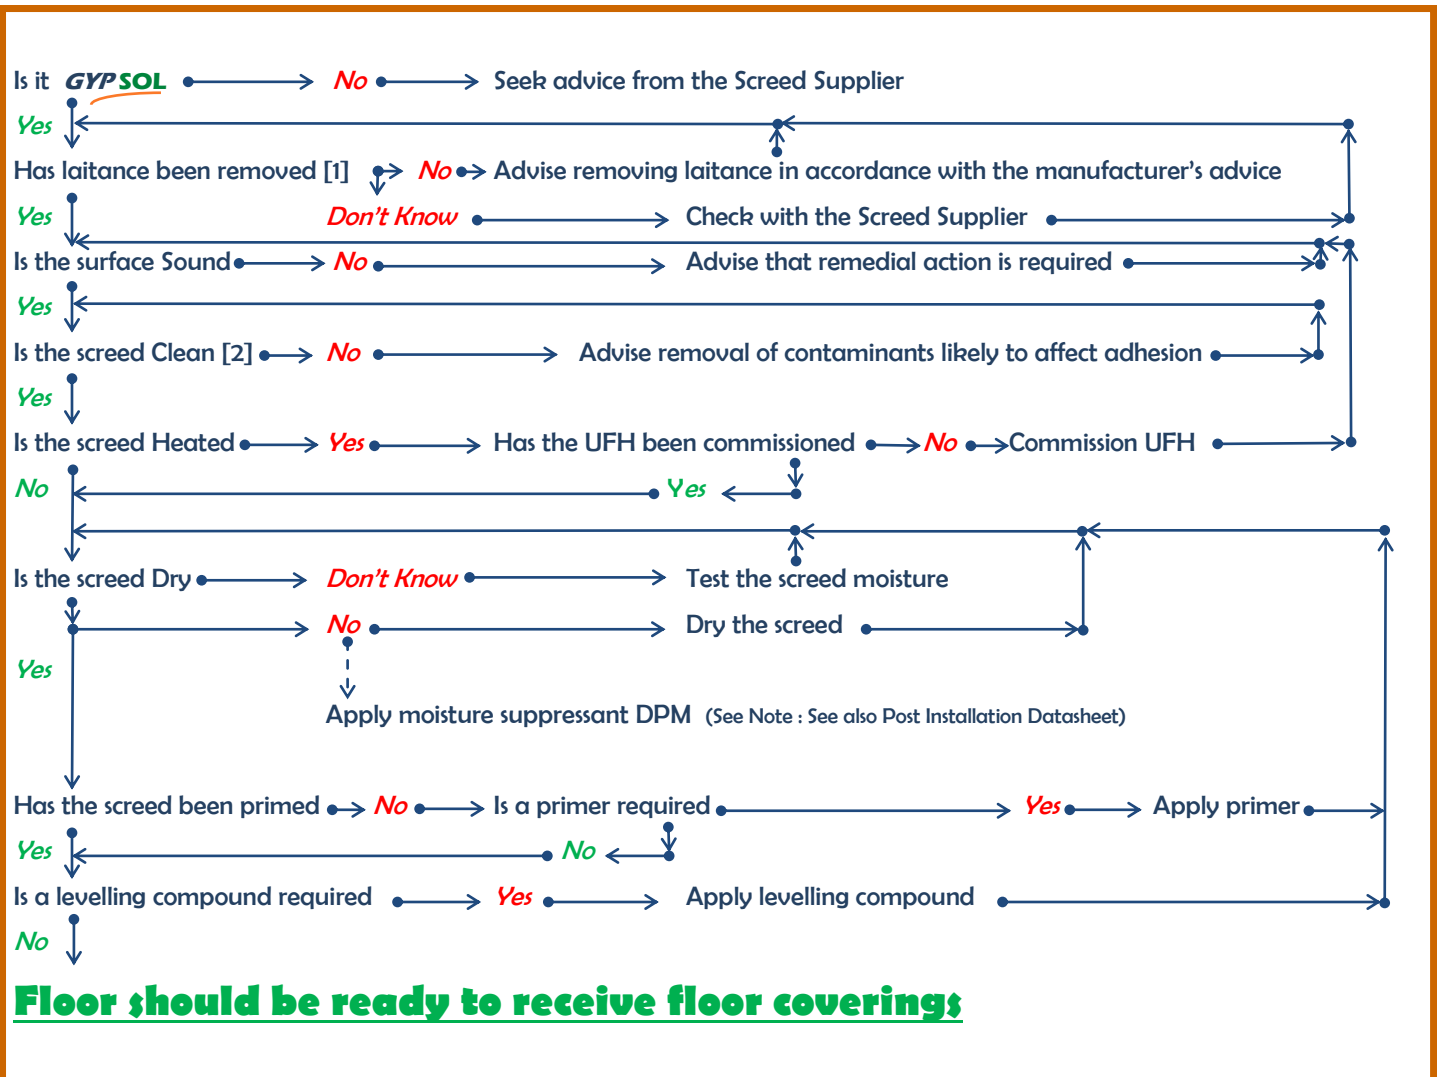 Is it GYPSOL No Seek advice from the Screed Supplier
Yes
Has laitance been removed [1] No Advise removing laitance in accordance with the manufacturer's advice
Yes Don't Know Check with the Screed Supplier
Is the surface Sound No Advise that remedial action is required
Yes
Is the screed Clean [2] No Advise removal of contaminants likely to affect adhesion
Yes
Is the screed Heated Yes Has the UFH been commissioned No Commission UFH
No Yes
Is the screed Dry Don't Know Test the screed moisture
No Dry the screed
Yes
Apply moisture suppressant DPM (See Note : See also Post Installation Datasheet)
Has the screed been primed No Is a primer required Yes Apply primer
Yes No
Is a levelling compound required Yes Apply levelling compound
No
Floor should be ready to receive floor coverings